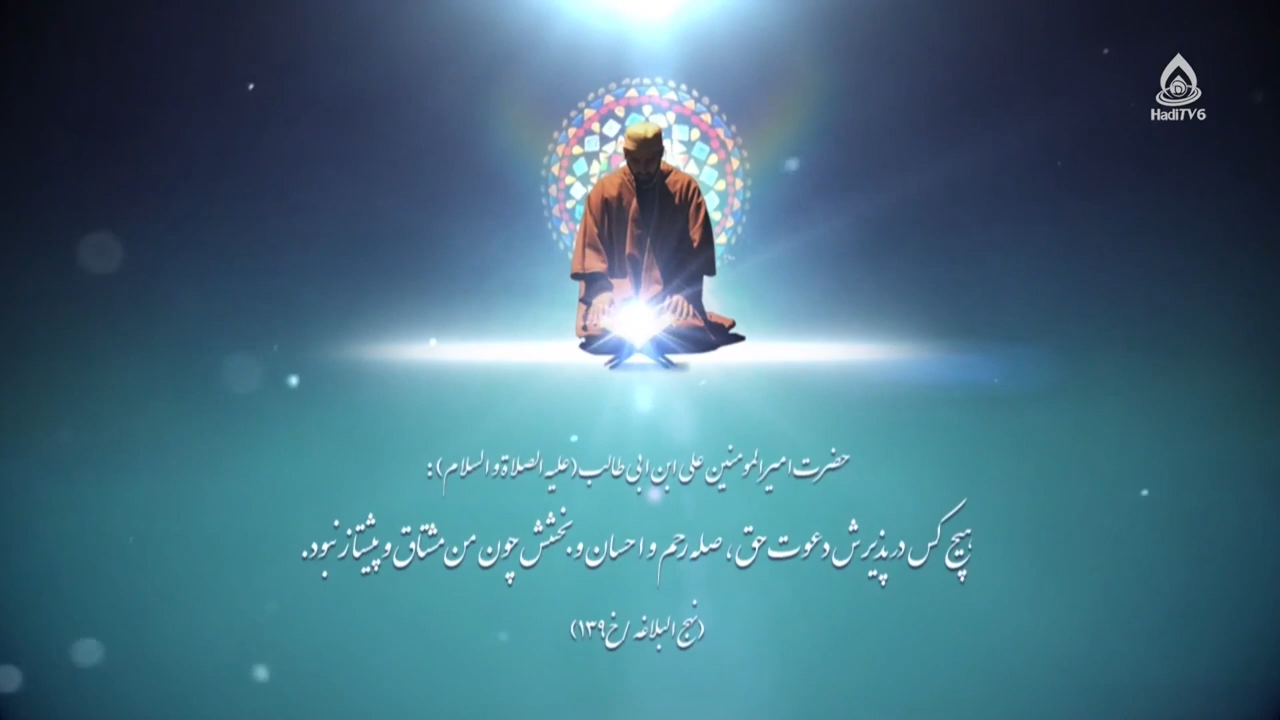 HadiTV6
حضرت امیرالمومنین علی ابن ابی طالب (علیه الصلاة و السلام):
هیچ کس در پذیرش دعوت حق، صله رحم و احسان و بخشش چون من مشتاق و پیشتاز نبود.
(نهج البلاغه /خ ۱۳۹)